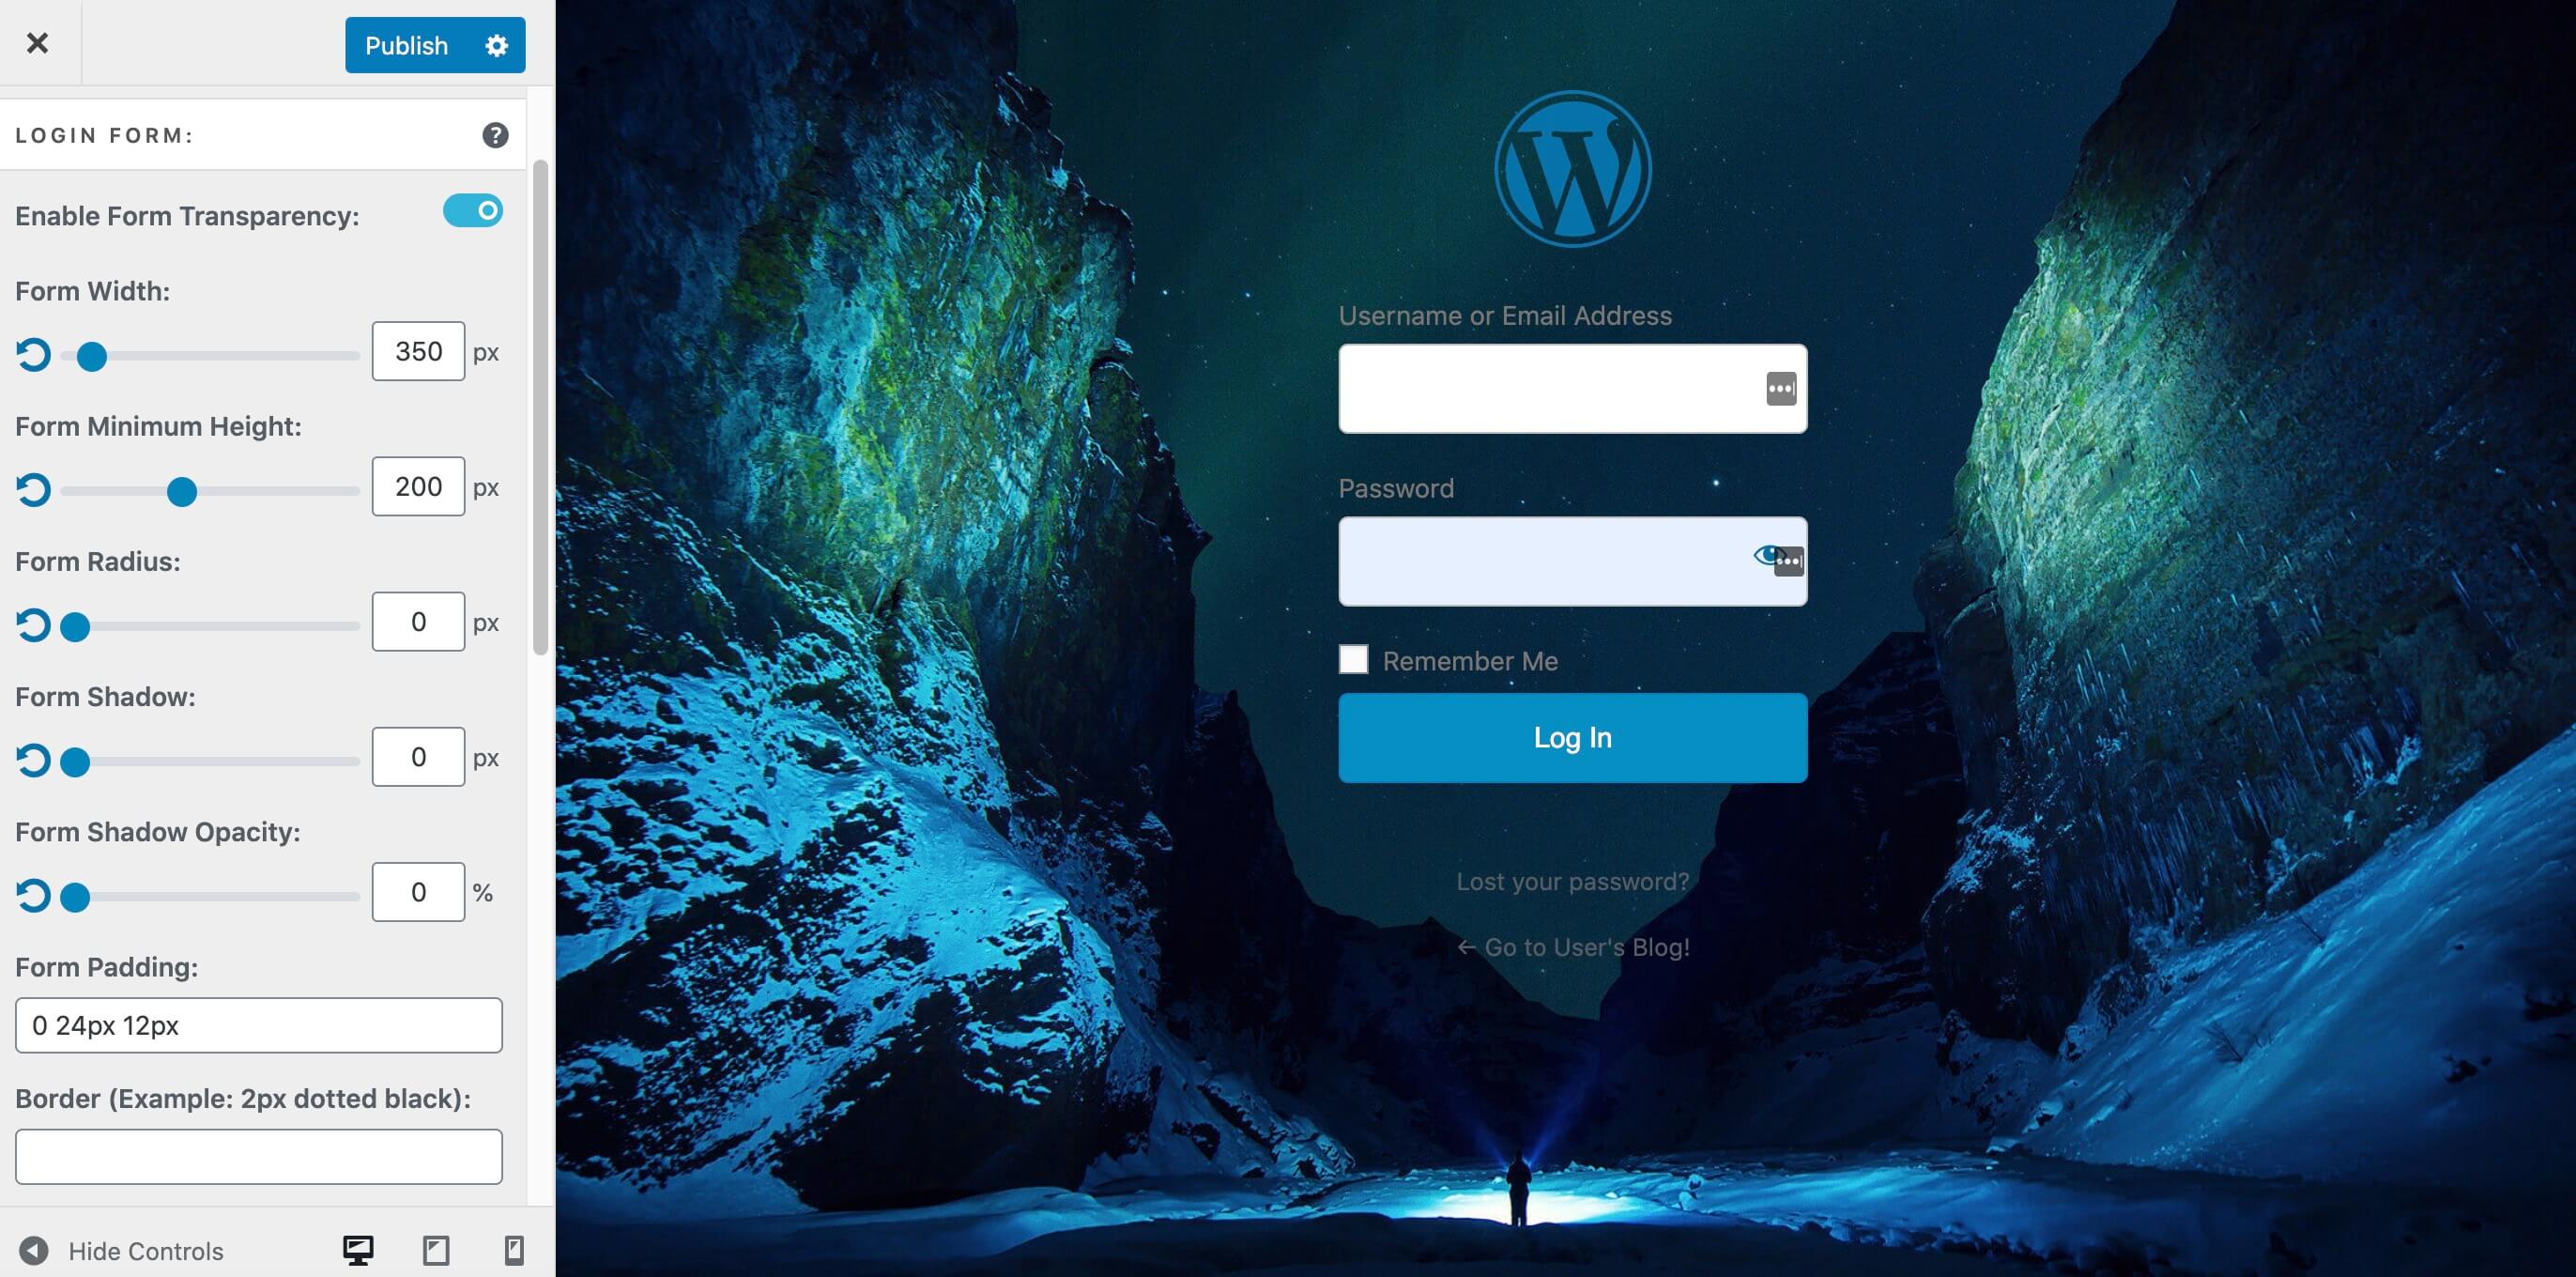 Publish
LOGIN FORM:
Enable Form Transparency:
Form Width:
350 px
Form Minimum Height:
200 px
Form Radius:
0 px
Form Shadow:
0 px
Form Shadow Opacity:
0 %
Form Padding:
0 24px 12px
Border (Example: 2px dotted black):
Hide Controls
Username or Email Address
Password
Remember Me
Log In
Lost your password?
← Go to User's Blog!